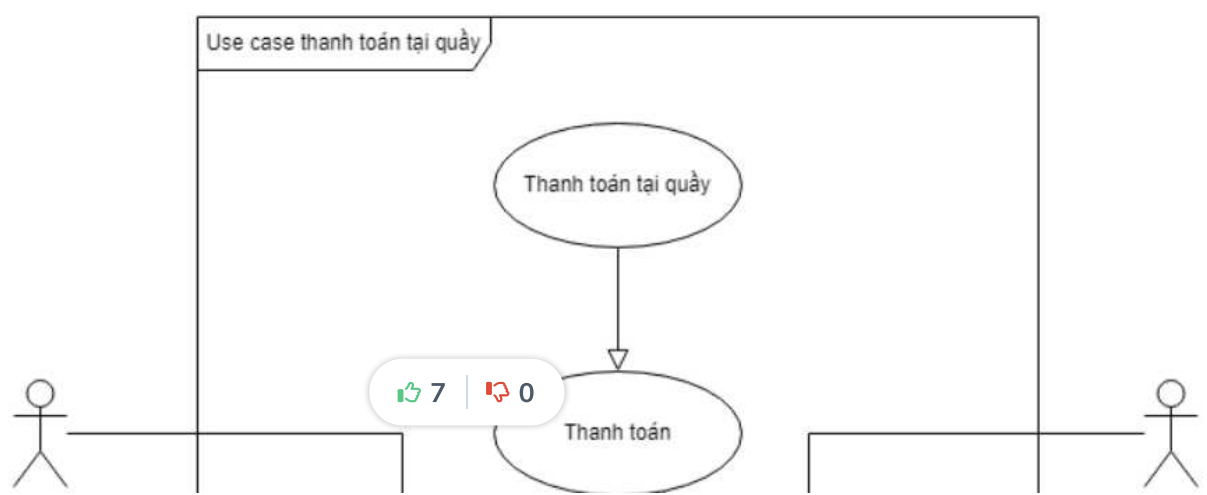 Use case thanh toán tại quầy
Thanh toán tại quầy
7
0
Thanh toán